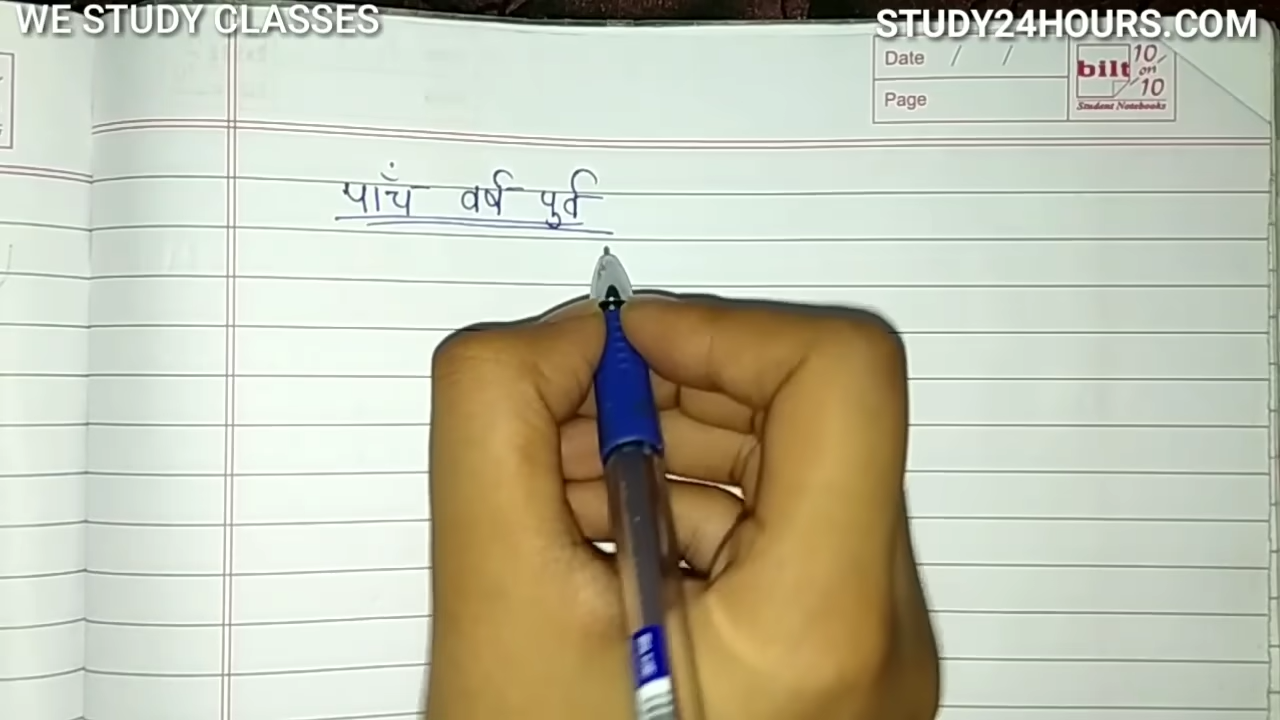 WE STUDY CLASSES
STUDY24HOURS.COM
Date / /
Page
bilt 10 on 10
Student Notebooks
पाँच वर्ष पुर्व